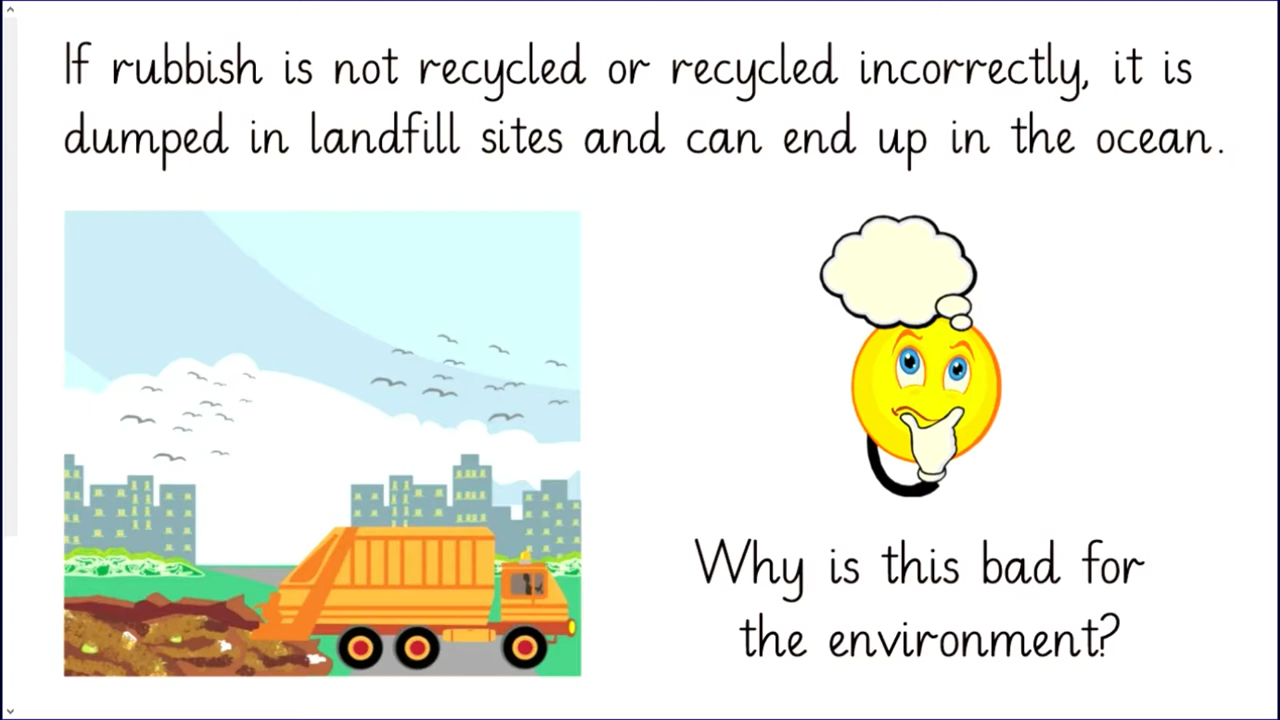 If rubbish is not recycled or recycled incorrectly, it is
dumped in landfill sites and can end up in the ocean.
Why is this bad for
the environment?